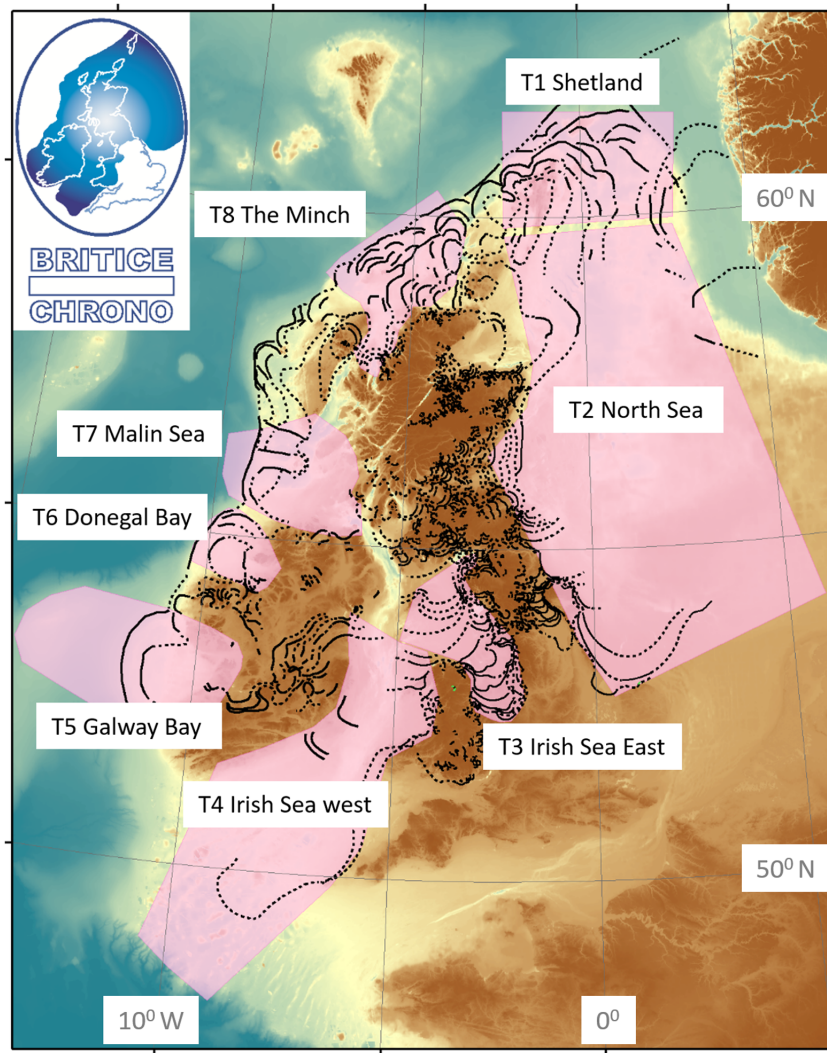 BRITICE
CHRONO
T1 Shetland
60⁰ N
T8 The Minch
T2 North Sea
T7 Malin Sea
T6 Donegal Bay
T5 Galway Bay
T3 Irish Sea East
T4 Irish Sea west
50⁰ N
10⁰ W
0⁰